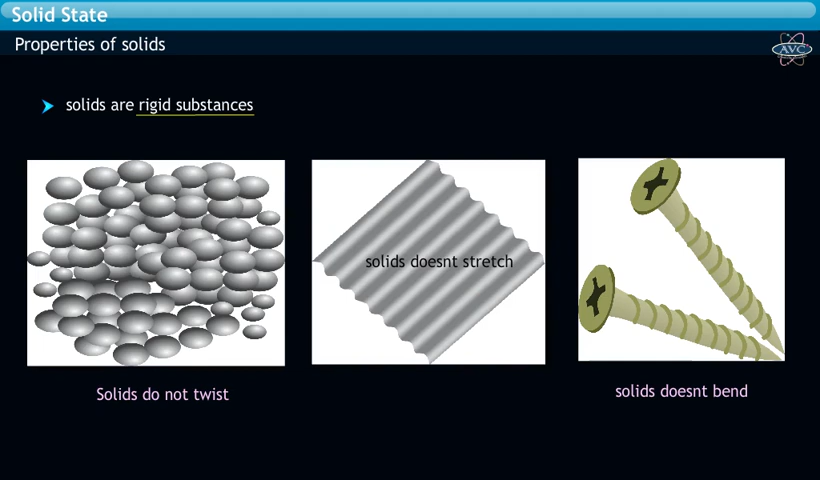 Solid State
Properties of solids
AVC
solids are rigid substances
solids doesnt stretch
Solids do not twist
solids doesnt bend